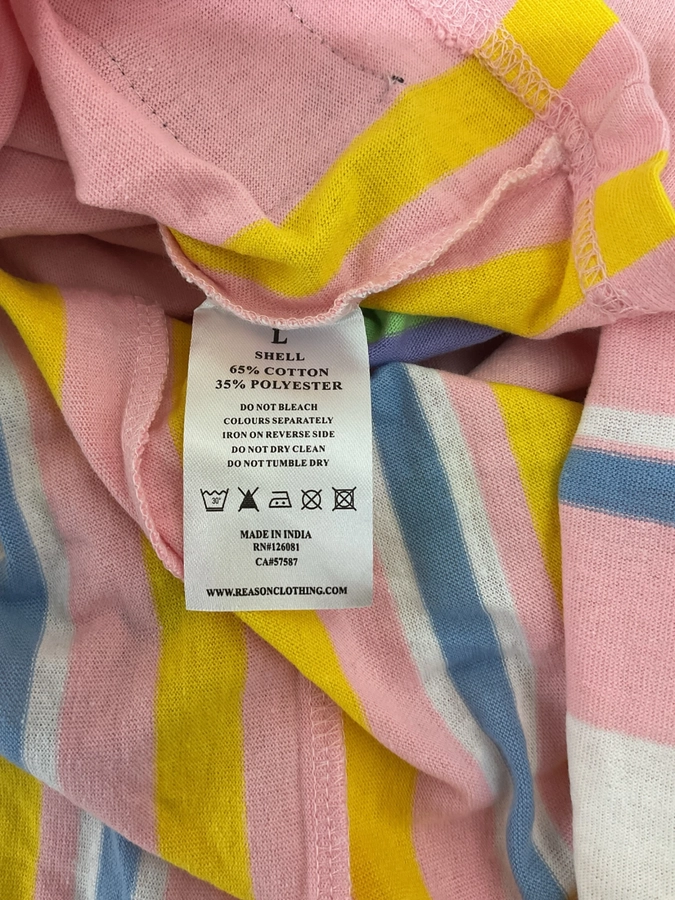 L
SHELL
65% COTTON
35% POLYESTER
DO NOT BLEACH
COLOURS SEPARATELY
IRON ON REVERSE SIDE
DO NOT DRY CLEAN
DO NOT TUMBLE DRY
30°
MADE IN INDIA
RN#126081
CA#57587
WWW.REASONCLOTHING.COM